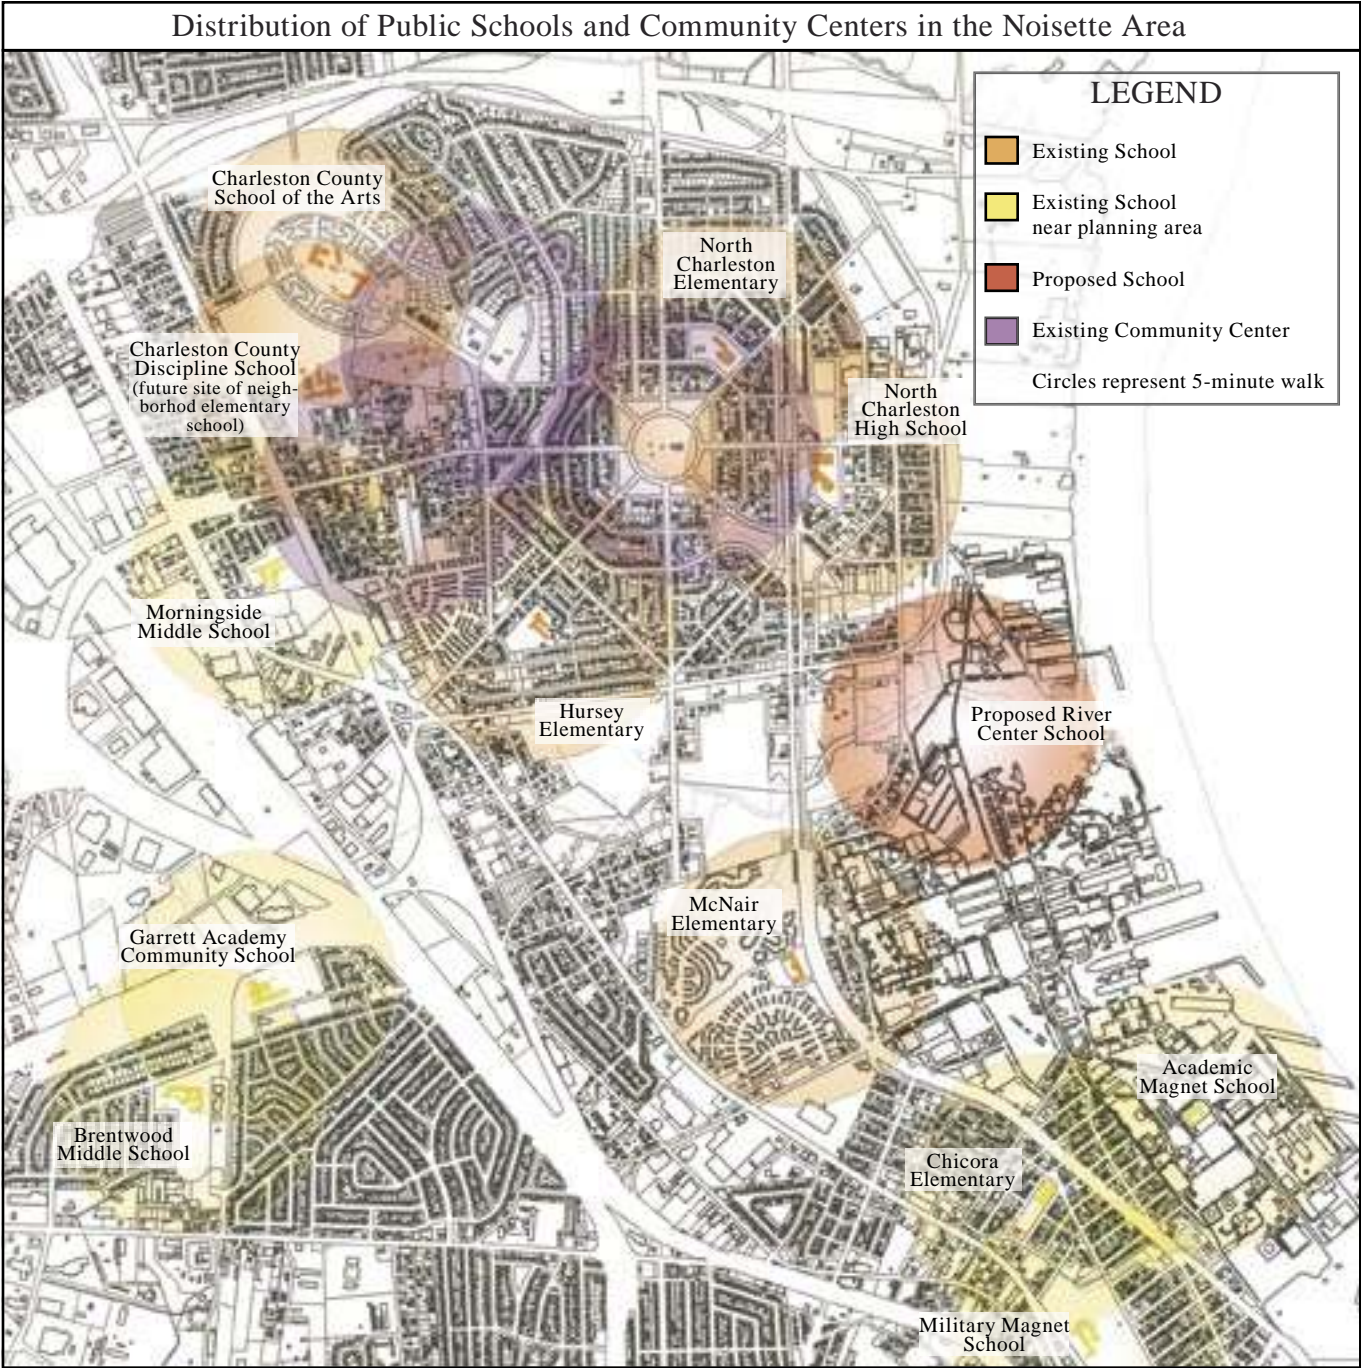 Distribution of Public Schools and Community Centers in the Noisette Area
LEGEND
Existing School
Existing School
near planning area
Proposed School
Existing Community Center
Circles represent 5-minute walk
Charleston County
School of the Arts
North
Charleston
Elementary
Charleston County
Discipline School
(future site of neigh-
borhod elementary
school)
North
Charleston
High School
Morningside
Middle School
Hursey
Elementary
Proposed River
Center School
McNair
Elementary
Garrett Academy
Community School
Academic
Magnet School
Brentwood
Middle School
Chicora
Elementary
Military Magnet
School